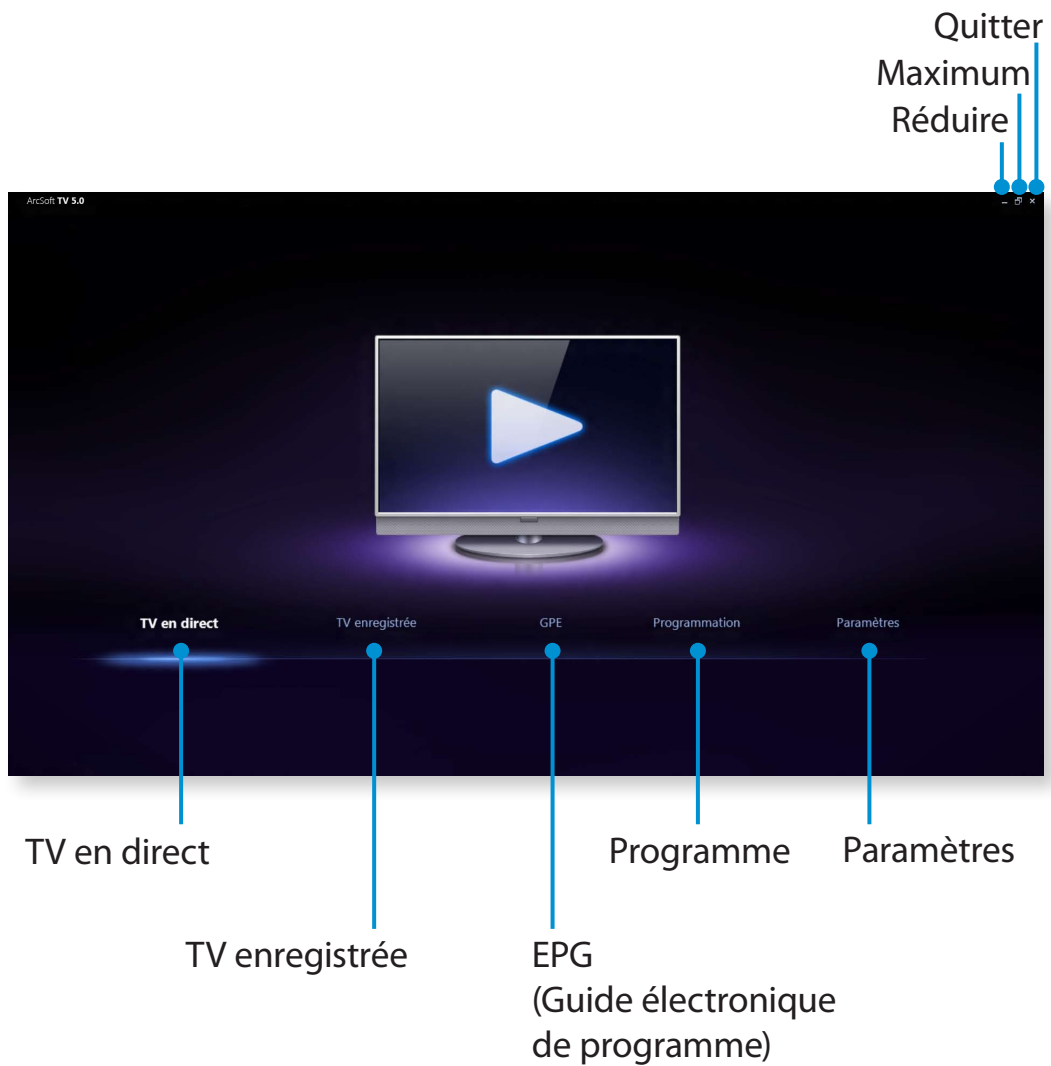 Quitter
Maximum
Réduire
ArcSoft TV 5.0
TV en direct
TV enregistrée
GPE
Programmation
Paramètres
TV en direct
Programme
Paramètres
TV enregistrée
EPG
(Guide électronique
de programme)